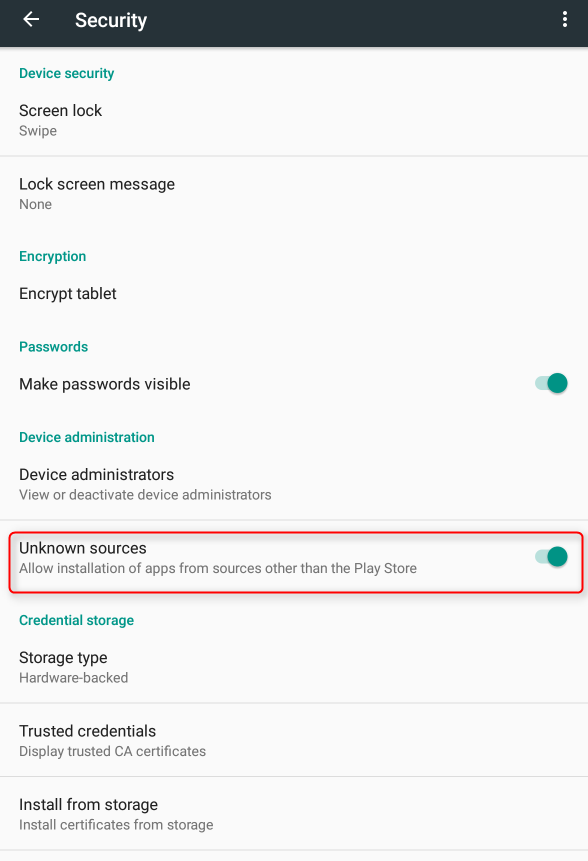 Security
Device security
Screen lock
Swipe
Lock screen message
None
Encryption
Encrypt tablet
Passwords
Make passwords visible
Device administration
Device administrators
View or deactivate device administrators
Unknown sources
Allow installation of apps from sources other than the Play Store
Credential storage
Storage type
Hardware-backed
Trusted credentials
Display trusted CA certificates
Install from storage
Install certificates from storage